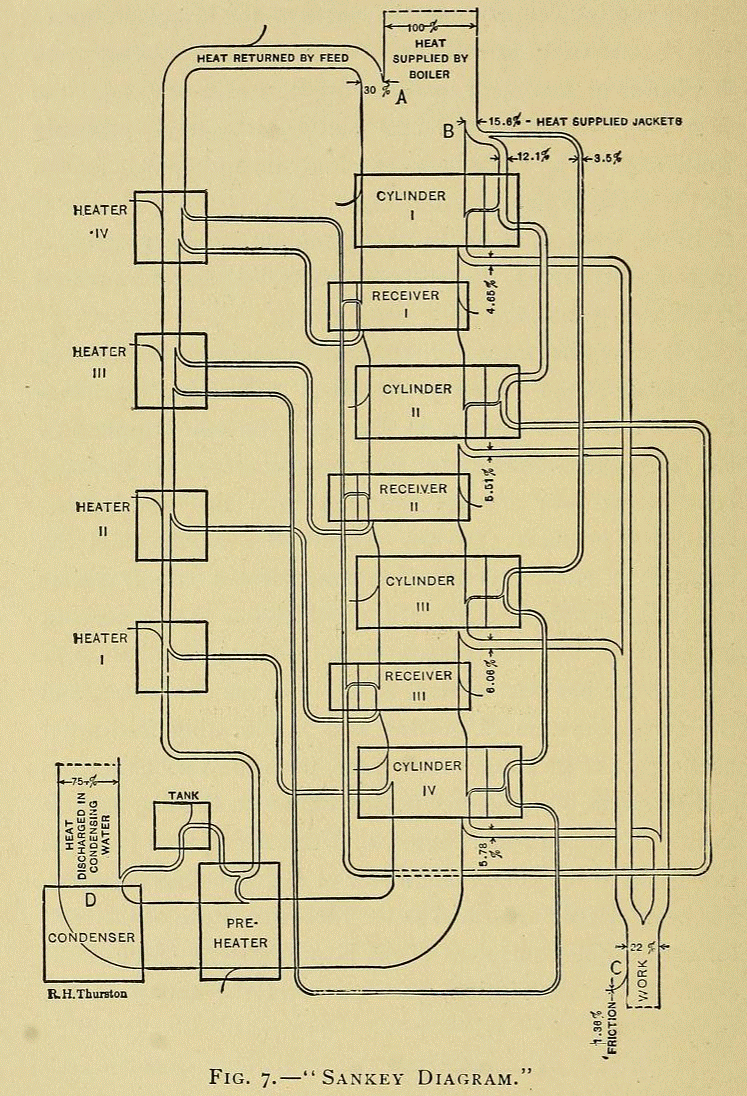 100 %
HEAT
SUPPLIED BY
BOILER
HEAT RETURNED BY FEED
30 %
A
B
15.6% - HEAT SUPPLIED JACKETS
12.1%
3.5%
CYLINDER
I
HEATER
IV
RECEIVER
I
4.65%
HEATER
III
CYLINDER
II
RECEIVER
II
5.51%
HEATER
II
CYLINDER
III
HEATER
I
RECEIVER
III
6.06%
CYLINDER
IV
75+%
HEAT
DISCHARGED IN
CONDENSING
WATER
TANK
5.78 %
D
CONDENSER
PRE-
HEATER
22 %
C
WORK
1.36%
FRICTION
R.H.Thurston
FIG. 7.—“SANKEY DIAGRAM.”